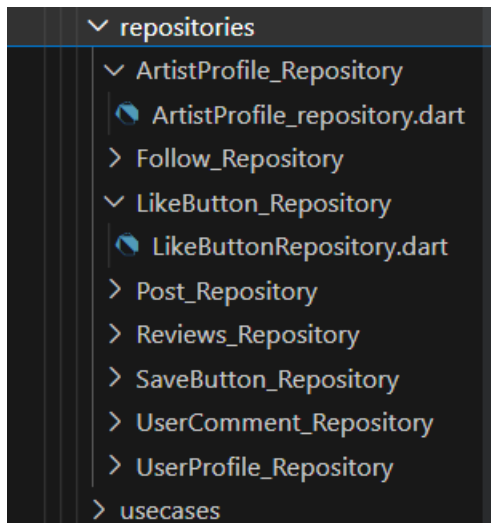 repositories
ArtistProfile_Repository
ArtistProfile_repository.dart
Follow_Repository
LikeButton_Repository
LikeButtonRepository.dart
Post_Repository
Reviews_Repository
SaveButton_Repository
UserComment_Repository
UserProfile_Repository
usecases